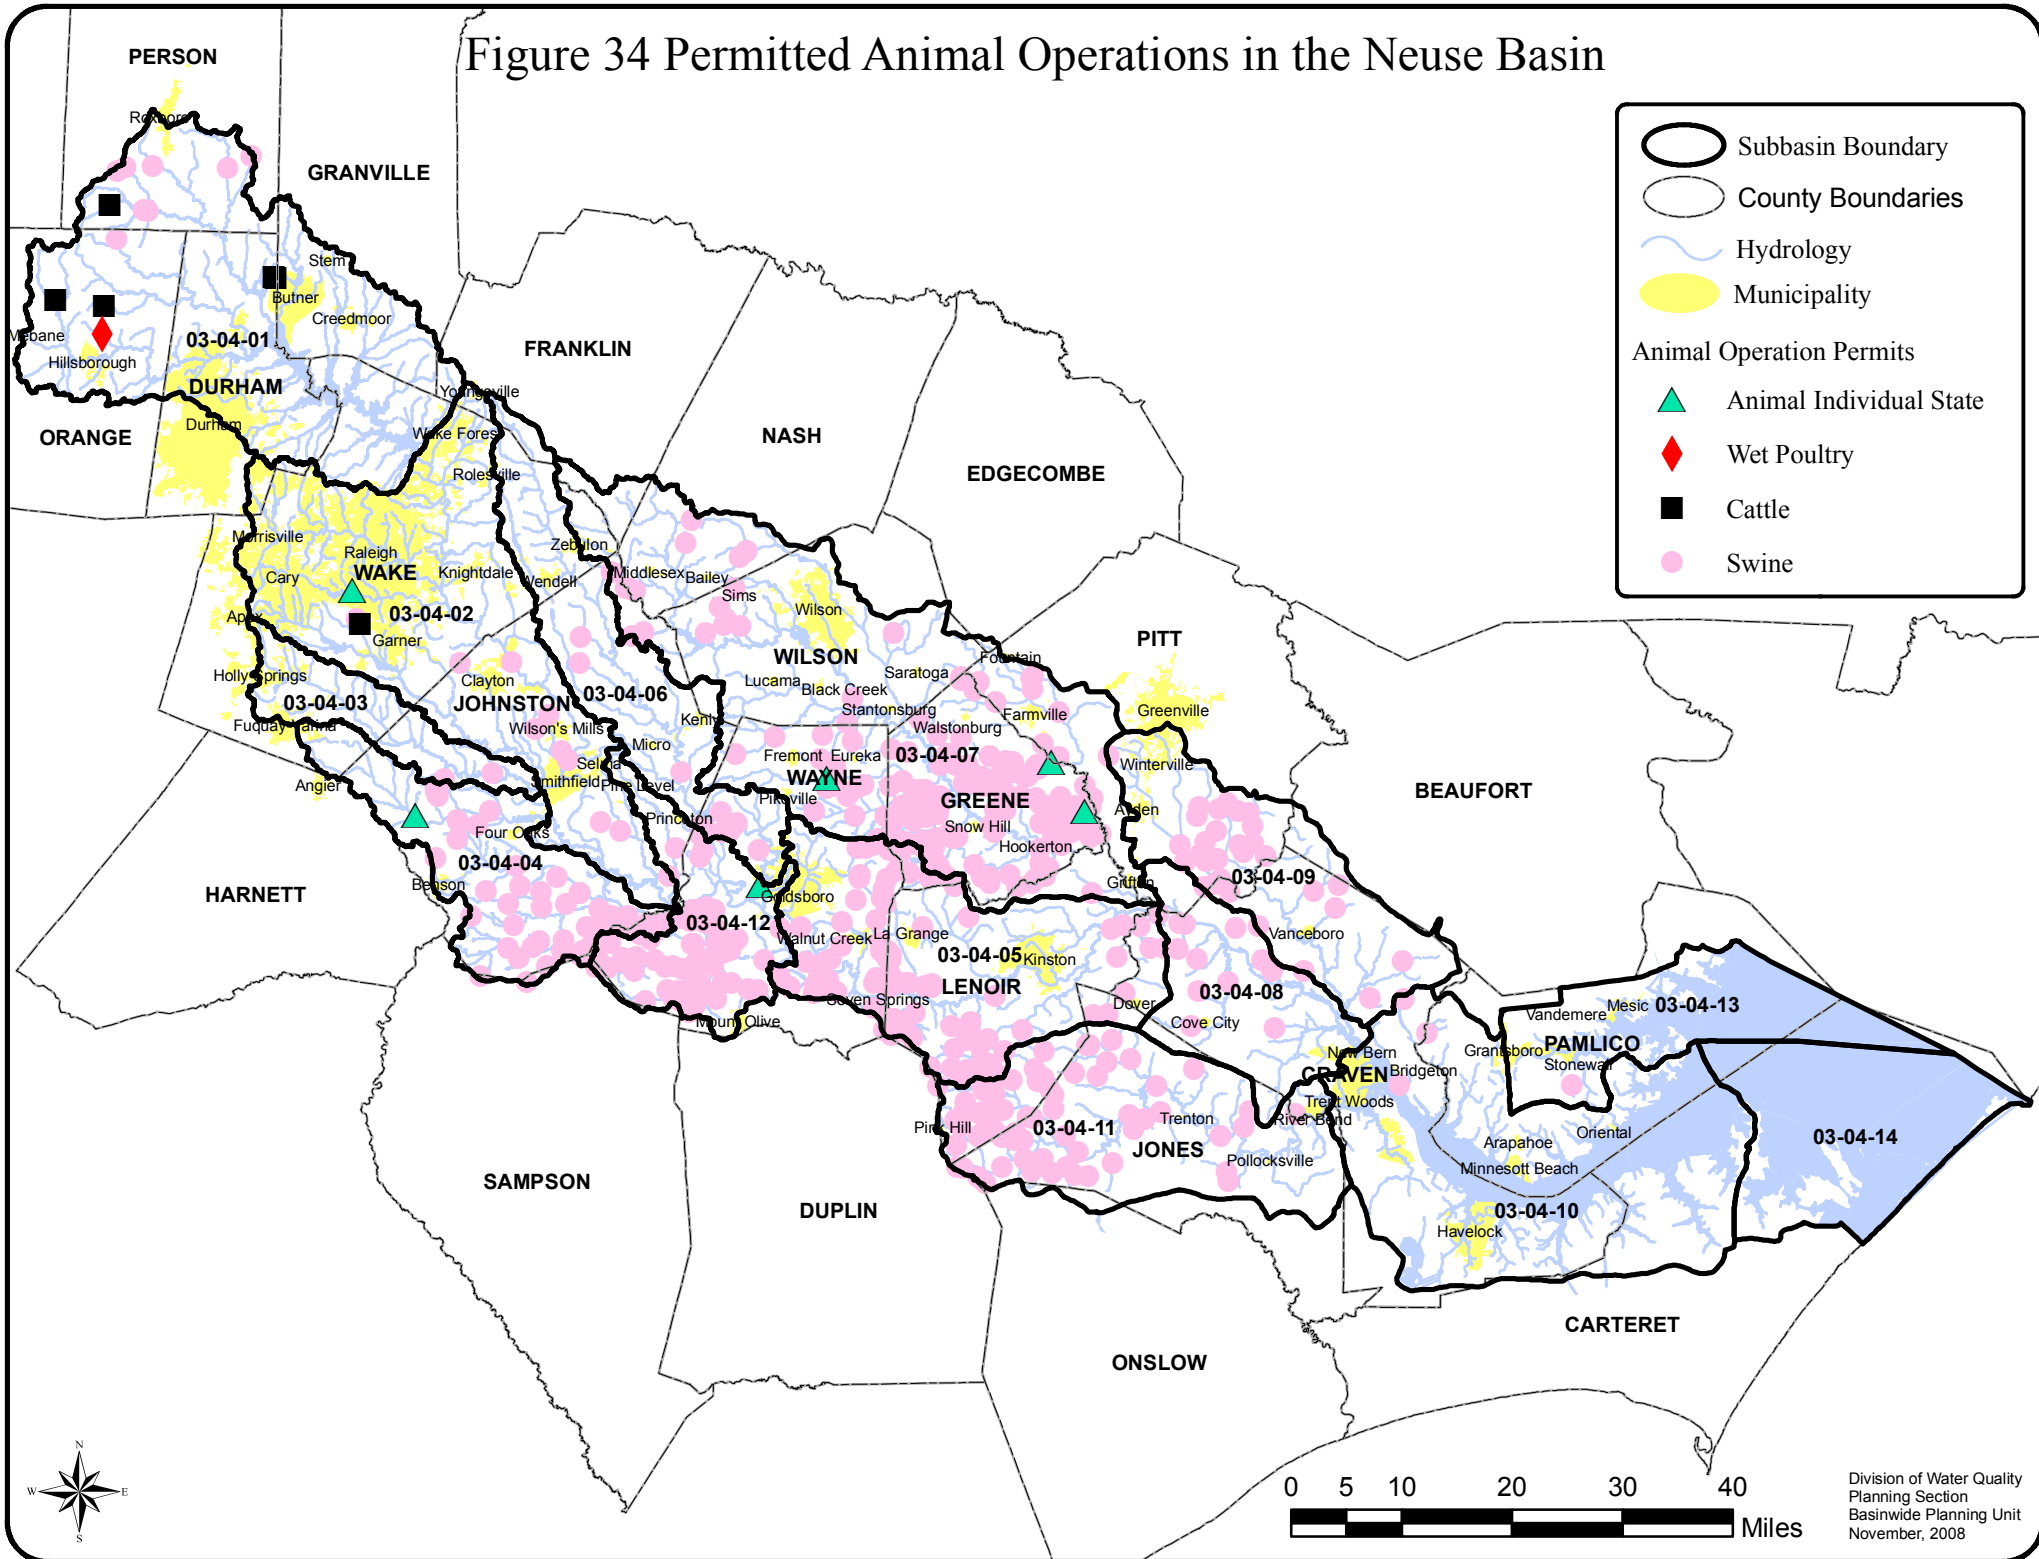 Figure 34 Permitted Animal Operations in the Neuse Basin
PERSON
Roxboro
GRANVILLE
Subbasin Boundary
County Boundaries
Hydrology
Municipality
Animal Operation Permits
Animal Individual State
Wet Poultry
Cattle
Swine
Stem
Butner
Creedmoor
Mebane
03-04-01
Hillsborough
DURHAM
FRANKLIN
Youngsville
Durham
ORANGE
Wake Forest
NASH
Rolesville
EDGECOMBE
Morrisville
Raleigh
Zebulon
WAKE
Cary
Knightdale
Wendell
Middlesex
Bailey
Sims
Wilson
Apex
03-04-02
Garner
PITT
WILSON
Fountain
Holly Springs
Clayton
Lucama
Black Creek
Saratoga
03-04-03
JOHNSTON
03-04-06
Stantonsburg
Farmville
Greenville
Fuquay-Varina
Wilson's Mills
Kenly
Walstonburg
Micro
Fremont
Eureka
03-04-07
Selma
WAYNE
Winterville
Angier
Smithfield
Pine Level
Pikeville
GREENE
BEAUFORT
Princeton
Snow Hill
Ayden
Four Oaks
Hookerton
03-04-04
Benson
HARNETT
Goldsboro
Grifton
03-04-09
03-04-12
Walnut Creek
La Grange
Vanceboro
03-04-05
Kinston
LENOIR
03-04-08
Seven Springs
Dover
Mount Olive
Cove City
Vandemere
Mesic
03-04-13
PAMLICO
Grantsboro
Stonewall
New Bern
CRAVEN
Bridgeton
Trent Woods
River Bend
Pink Hill
03-04-11
Trenton
JONES
Pollocksville
Arapahoe
Oriental
Minnesott Beach
03-04-14
SAMPSON
DUPLIN
03-04-10
Havelock
CARTERET
ONSLOW
N
W
E
S
0 5 10 20 30 40
Miles
Division of Water Quality
Planning Section
Basinwide Planning Unit
November, 2008